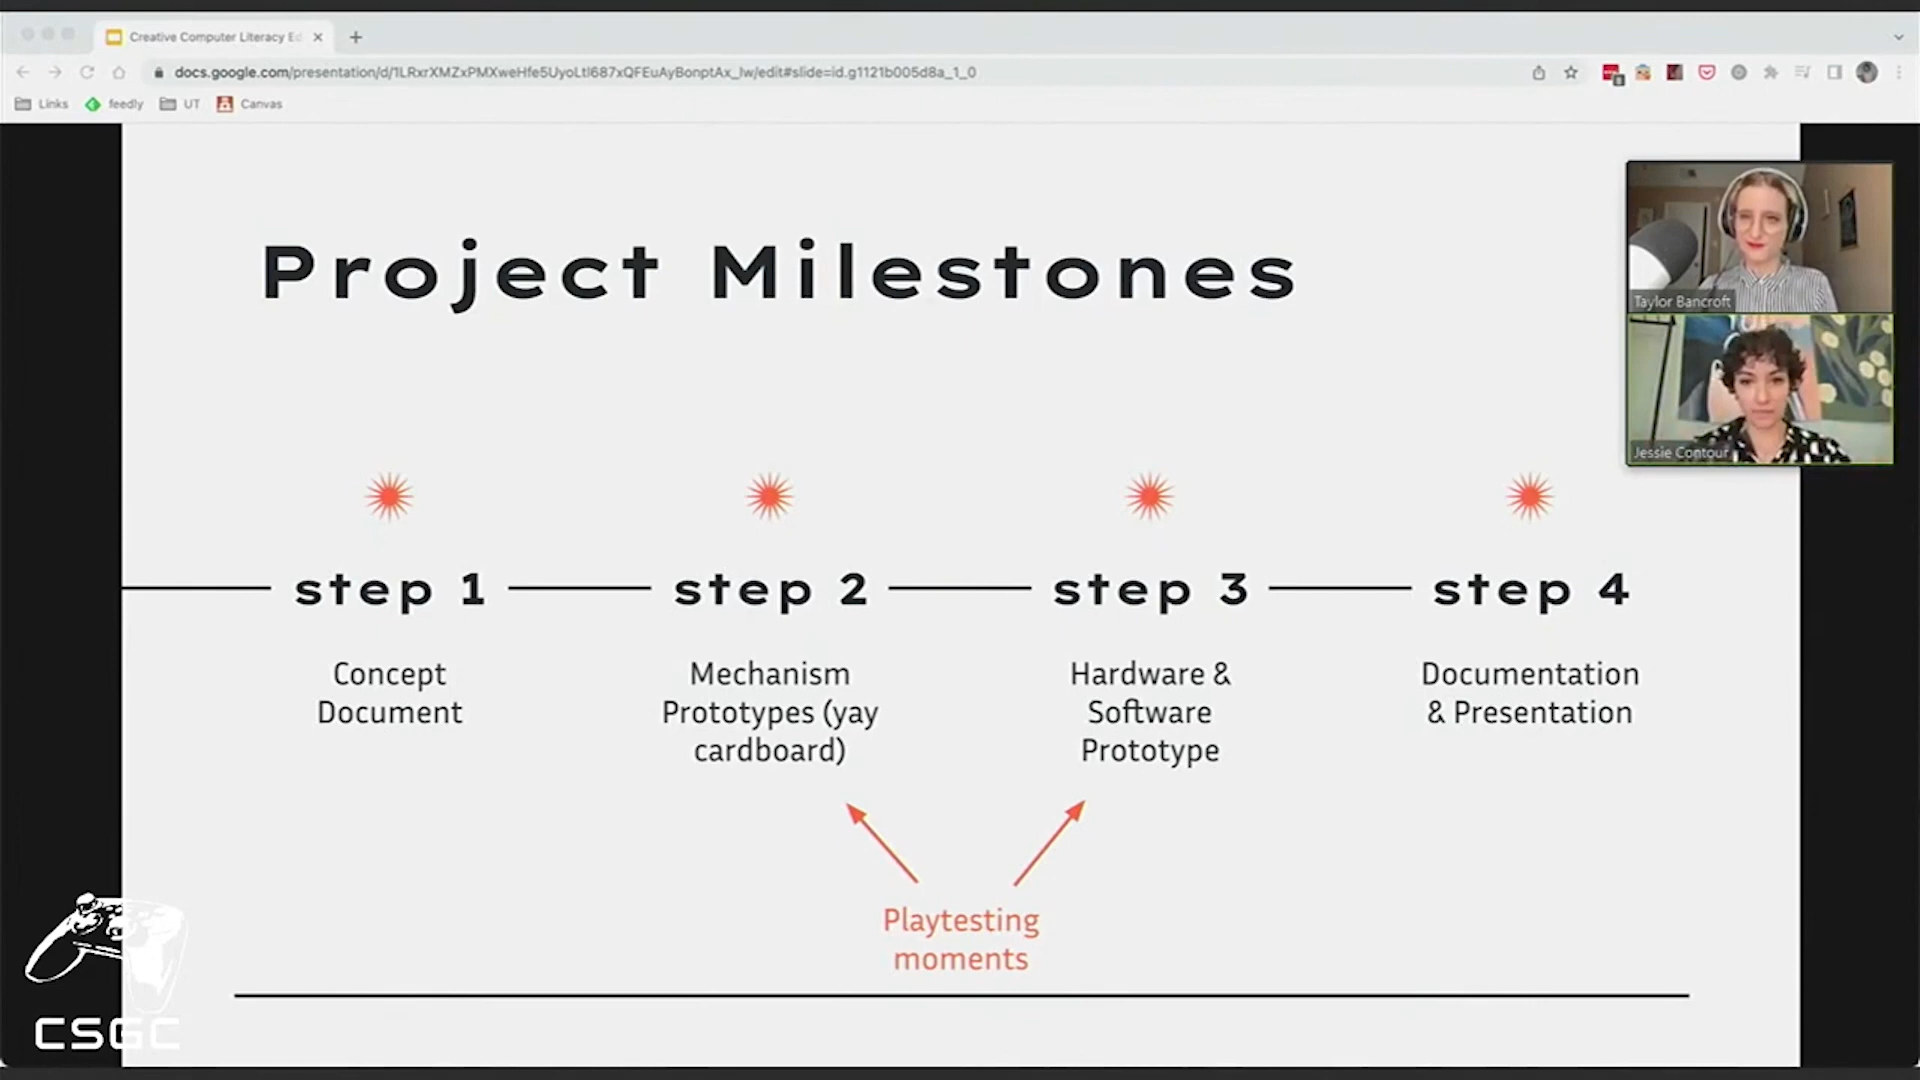 Creative Computer Literacy Ed
docs.google.com/presentation/d/1LRxrXMZxPMXweHfe5UyoLtl687xQFEuAyBonptAx_lw/edit#slide=id.g1121b005d8a_1_0
Links feedly UT Canvas
Project Milestones
Taylor Bancroft
Jessie Contour
step 1 step 2 step 3 step 4
Concept
Document
Mechanism
Prototypes (yay
cardboard)
Hardware &
Software
Prototype
Documentation
& Presentation
Playtesting
moments
CSGC